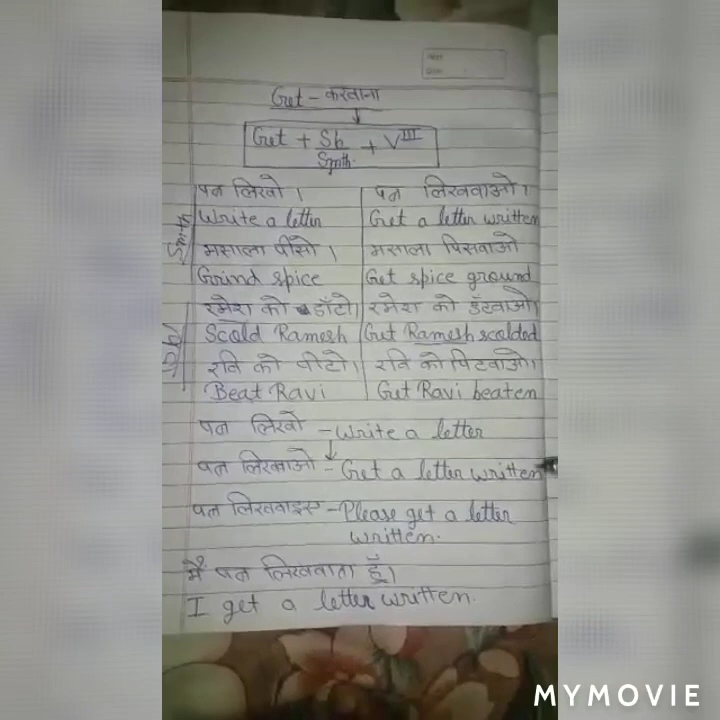 Get - करवाना
Get + Sb/Smth. + V III
पत्र लिखो । पत्र लिखवाओ ।
Write a letter Get a letter written
मसाला पीसो । मसाला पिसवाओ
Grind spice Get spice ground
रमेश को डाँटो । रमेश को डँटवाओ ।
Scold Ramesh Get Ramesh scolded
रवि को पीटो । रवि को पिटवाओ ।
Beat Ravi Get Ravi beaten
पत्र लिखो - Write a letter
पत्र लिखवाओ - Get a letter written
पत्र लिखवाइए - Please get a letter
written.
मैं पत्र लिखवाता हूँ ।
I get a letter written.
MYMOVIE